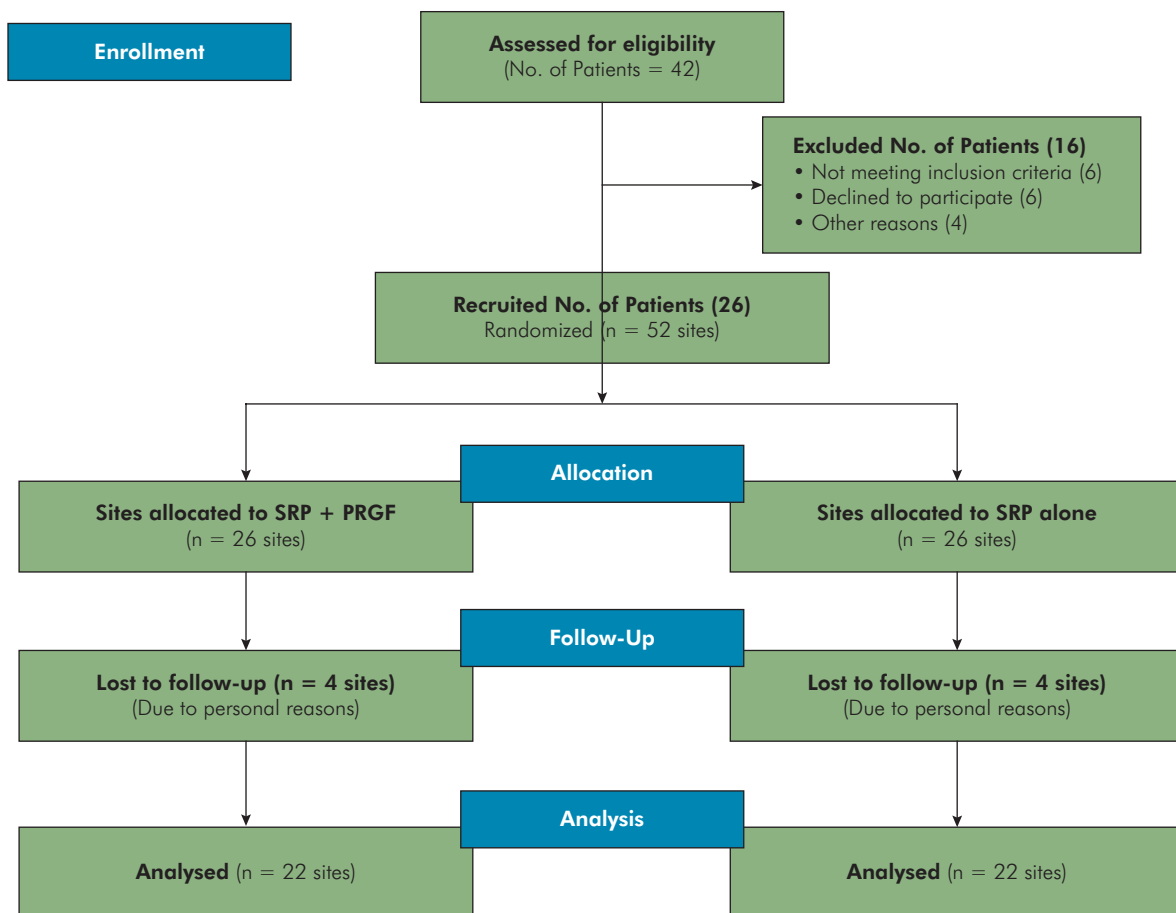 Enrollment
Assessed for eligibility
(No. of Patients = 42)
Excluded No. of Patients (16)
• Not meeting inclusion criteria (6)
• Declined to participate (6)
• Other reasons (4)
Recruited No. of Patients (26)
Randomized (n = 52 sites)
Allocation
Sites allocated to SRP + PRGF
(n = 26 sites)
Sites allocated to SRP alone
(n = 26 sites)
Follow-Up
Lost to follow-up (n = 4 sites)
(Due to personal reasons)
Lost to follow-up (n = 4 sites)
(Due to personal reasons)
Analysis
Analysed (n = 22 sites)
Analysed (n = 22 sites)